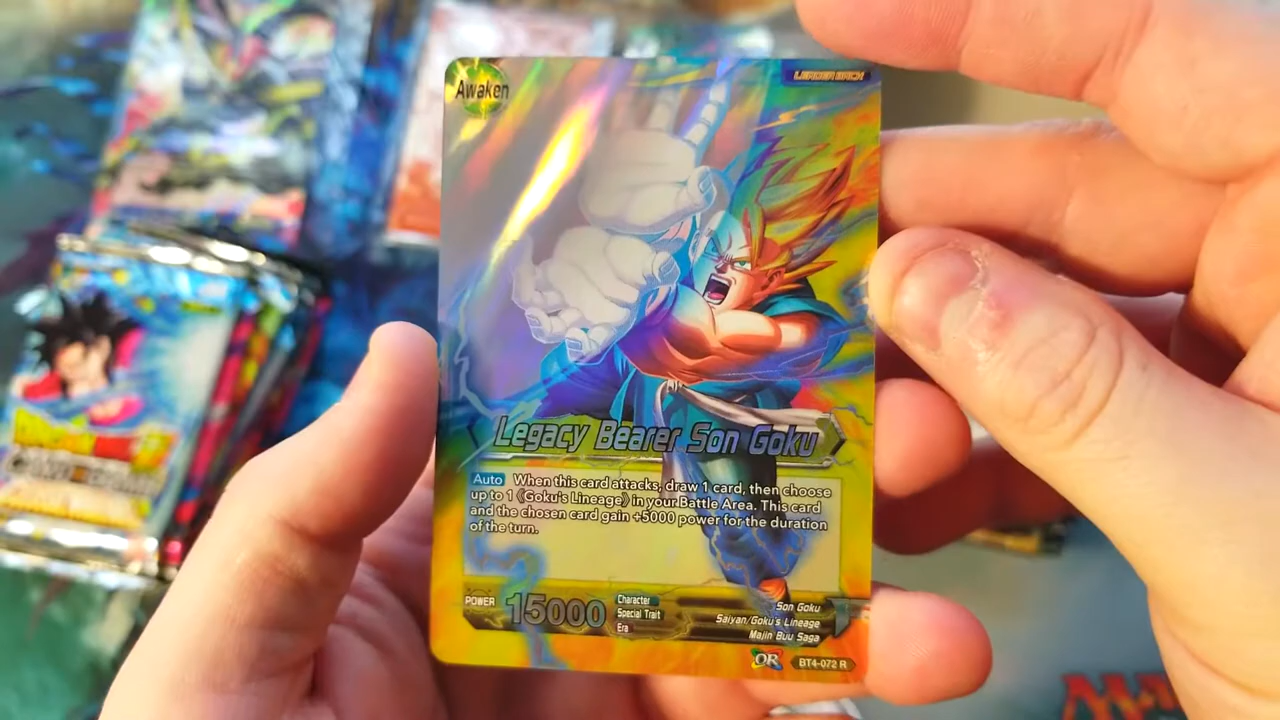 Awaken
LEADER BACK
Legacy Bearer Son Goku
Auto When this card attacks, draw 1 card, then choose
up to 1 《Goku's Lineage》 in your Battle Area. This card
and the chosen card gain +5000 power for the duration
of the turn.
POWER 15000
Character Son Goku
Special Trait Saiyan/Goku's Lineage
Era Majin Buu Saga
OR BT4-072 R